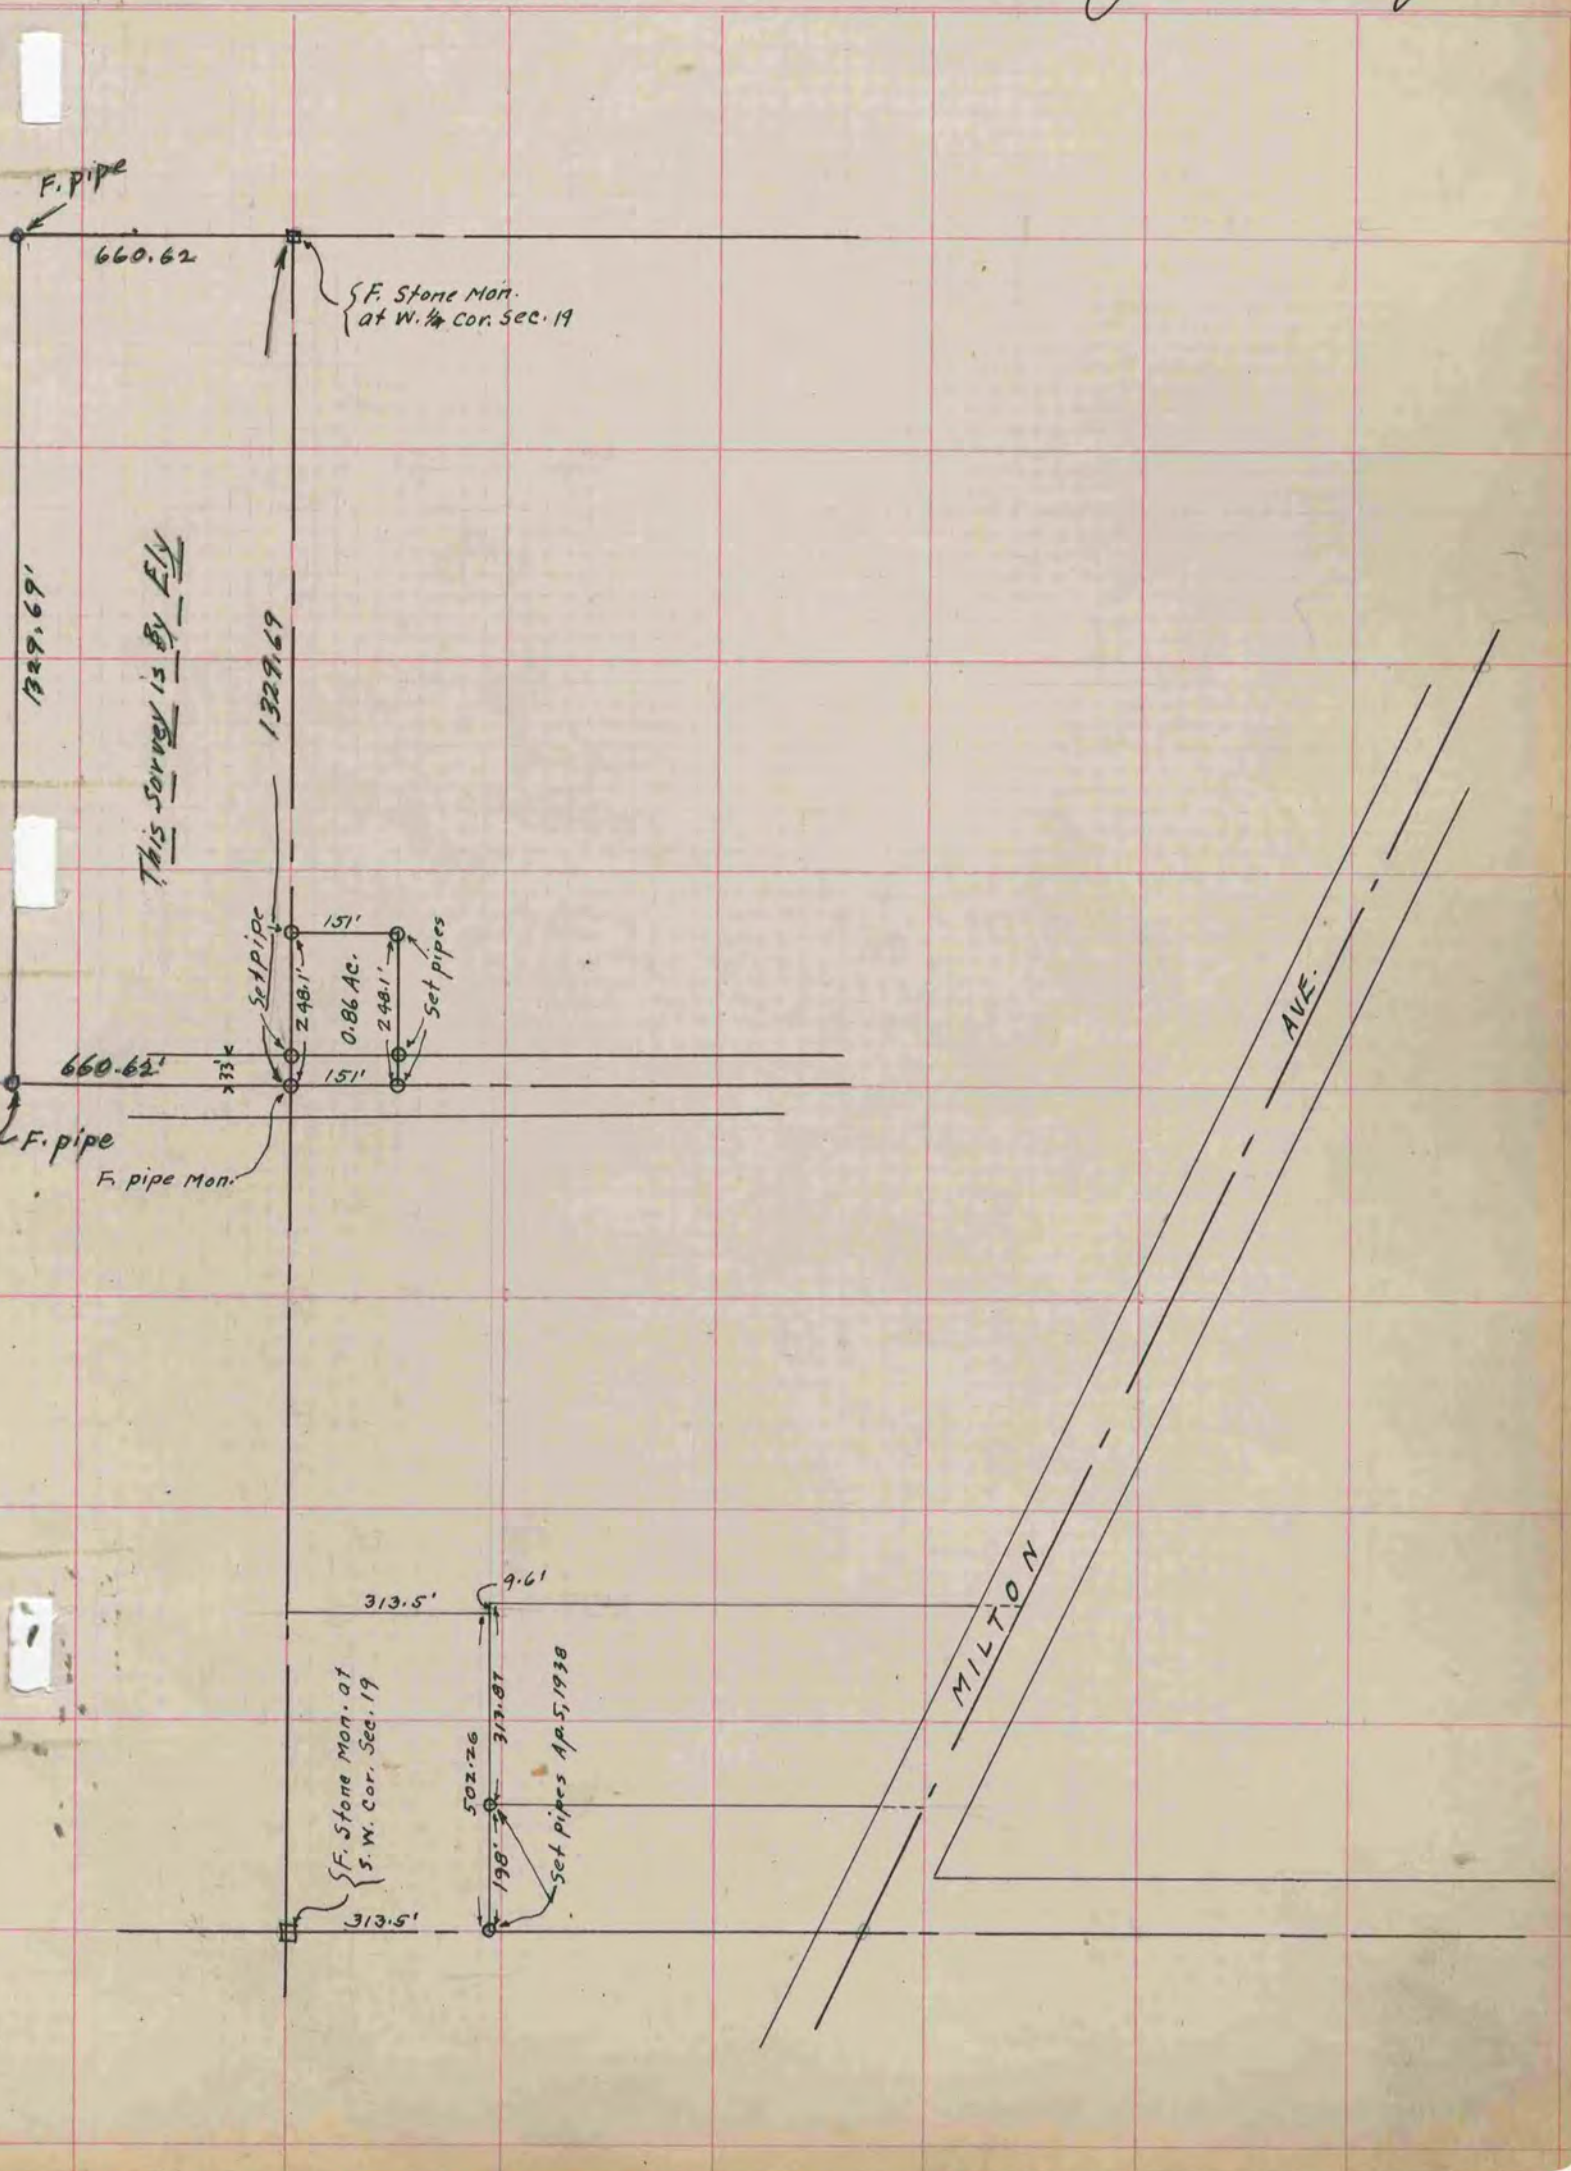 F. pipe
660.62
F. Stone Mon.
at W. 1/4 cor. sec. 19
1329.69'
This Survey is By Ely
1329.69
Set pipe
151'
248.1'
0.86 Ac.
248.1'
Set pipes
660.62'
33'
151'
F. pipe
F. pipe Mon.
AVE.
MILTON
9.6'
313.5'
F. Stone Mon. at
S. W. Cor. Sec. 19
502.26
313.87
198'
Set pipes Ap. 5, 1938
313.5'